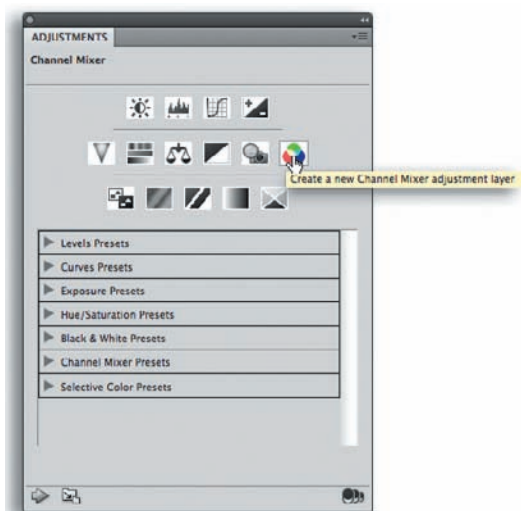 ADJUSTMENTS
Channel Mixer
Create a new Channel Mixer adjustment layer
Levels Presets
Curves Presets
Exposure Presets
Hue/Saturation Presets
Black & White Presets
Channel Mixer Presets
Selective Color Presets